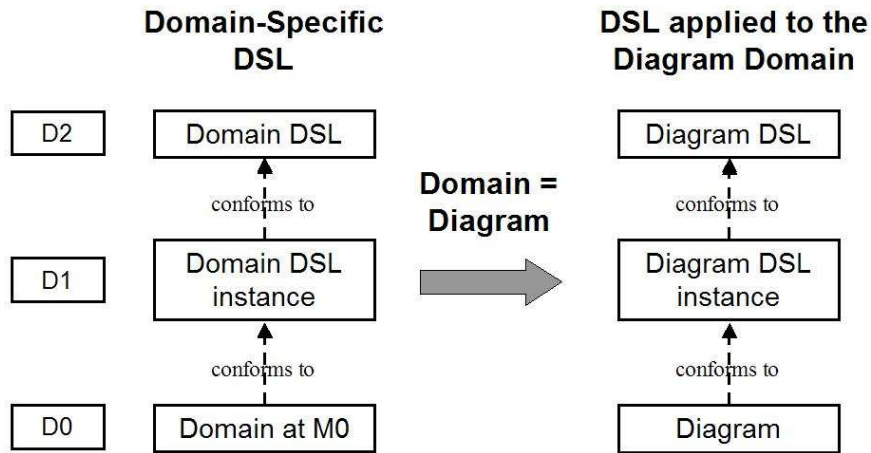 Domain-Specific
DSL
DSL applied to the
Diagram Domain
D2
Domain DSL
Diagram DSL
conforms to
conforms to
Domain =
Diagram
D1
Domain DSL
instance
Diagram DSL
instance
conforms to
conforms to
D0
Domain at M0
Diagram